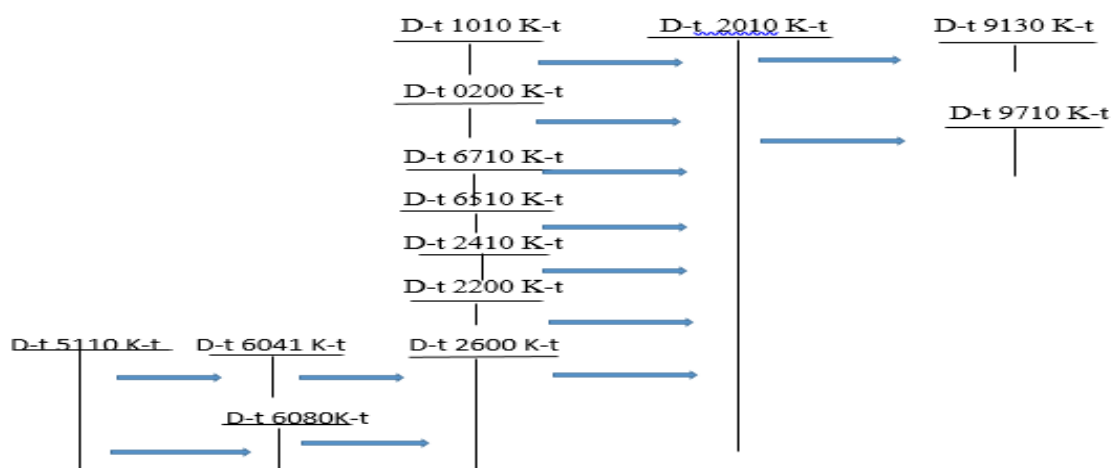 D-t 1010 K-t
D-t 2010 K-t
D-t 9130 K-t
D-t 0200 K-t
D-t 9710 K-t
D-t 6710 K-t
D-t 6510 K-t
D-t 2410 K-t
D-t 2200 K-t
D-t 5110 K-t
D-t 6041 K-t
D-t 2600 K-t
D-t 6080K-t